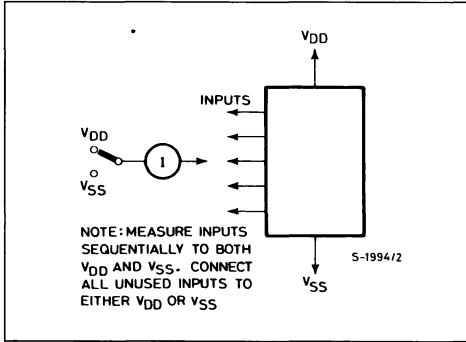 VDD
INPUTS
VDD
I
VSS
NOTE: MEASURE INPUTS
SEQUENTIALLY TO BOTH
VDD AND VSS. CONNECT
ALL UNUSED INPUTS TO
EITHER VDD OR VSS
S-1994/2
VSS